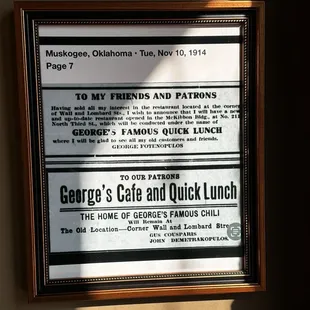 Muskogee, Oklahoma • Tue, Nov 10, 1914
Page 7
TO MY FRIENDS AND PATRONS
Having sold all my interest in the restaurant located at the corner
of Wall and Lombard Sts., I wish to announce that I will have a new
and up-to-date restaurant opened in the McKibben Bldg., at No. 211
North Third St., which will be conducted under the name of
GEORGE'S FAMOUS QUICK LUNCH
where I will be glad to see all my old customers and friends.
GEORGE FOTENOPULOS
TO OUR PATRONS
George's Cafe and Quick Lunch
THE HOME OF GEORGE'S FAMOUS CHILI
Will Remain At
The Old Location—Corner Wall and Lombard
GUS COUSPARIS
JOHN DEMETRAKOPULOS